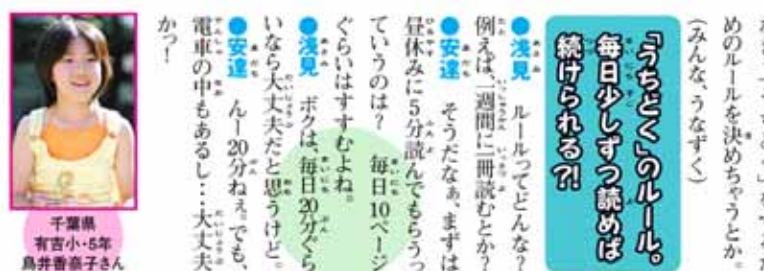 めのルールを決めちゃうとか。
(みんな、うなずく)
「うちどく」のルール。
毎日少しずつ読めば
続けられる?!
●浅見 ルールってどんな?
例えば、一週間に一冊読むとか?
●安達 そうだなぁ、まずは
昼休みに5分読んでもらうっ
ていうのは? 毎日10ページ
ぐらいはすすむよね。
●浅見 ボクは、毎日20分ぐら
いなら大丈夫だと思うけど。
●安達 んー20分ねぇ。でも、
電車の中もあるし・・・大丈夫
かっ!
千葉県
有吉小・5年
鳥井香奈子さん